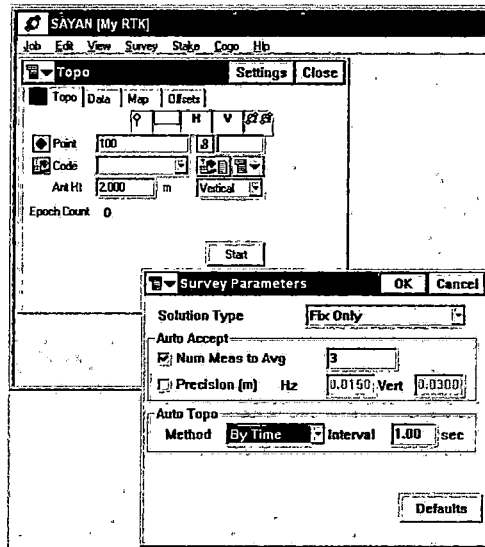 SAYAN [My RTK]
Job Edit View Survey Stake Cogo Hlp
Topo Settings Close
Topo Data Map Offsets
H V
Point 100
Code
Ant Ht 2.000 m Vertical
Epoch Count 0
Start
Survey Parameters OK Cancel
Solution Type Fix Only
Auto Accept
Num Meas to Avg 3
Precision (m) Hz 0.0150 Vert 0.0300
Auto Topo
Method By Time Interval 1.00 sec
Defaults